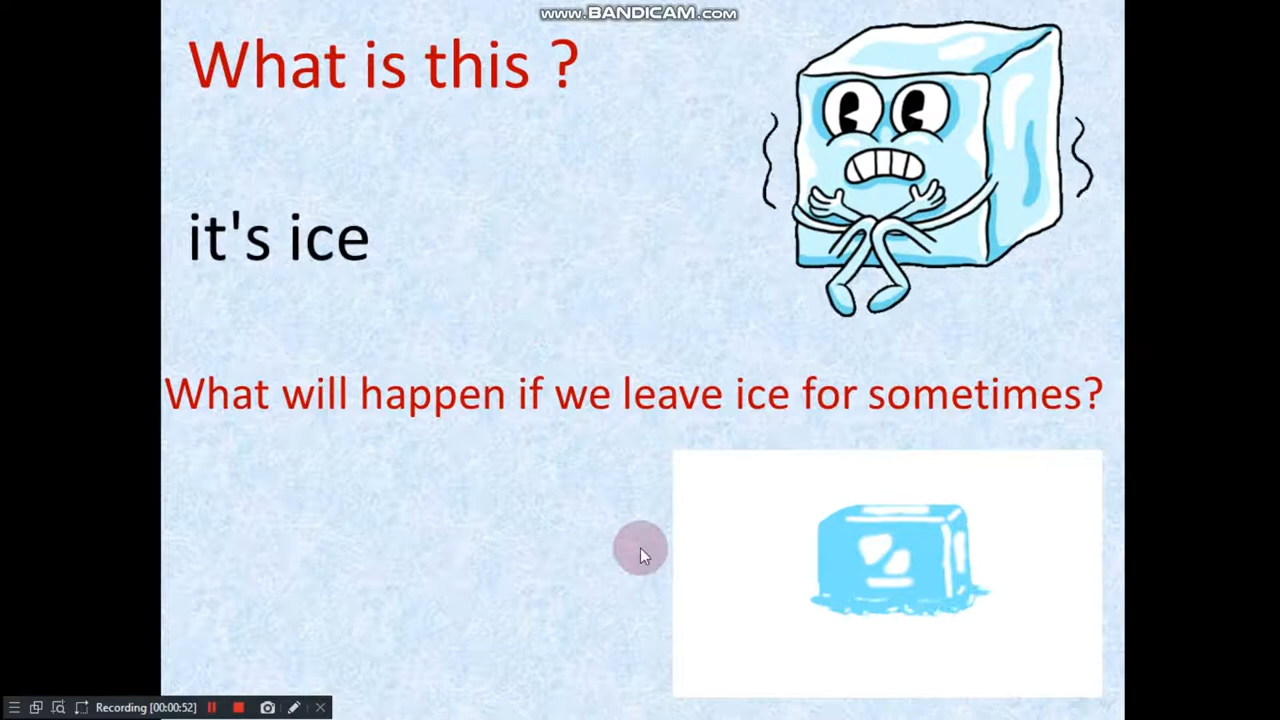 www.BANDICAM.com
What is this ?
it's ice
What will happen if we leave ice for sometimes?
Recording [00:00:52]